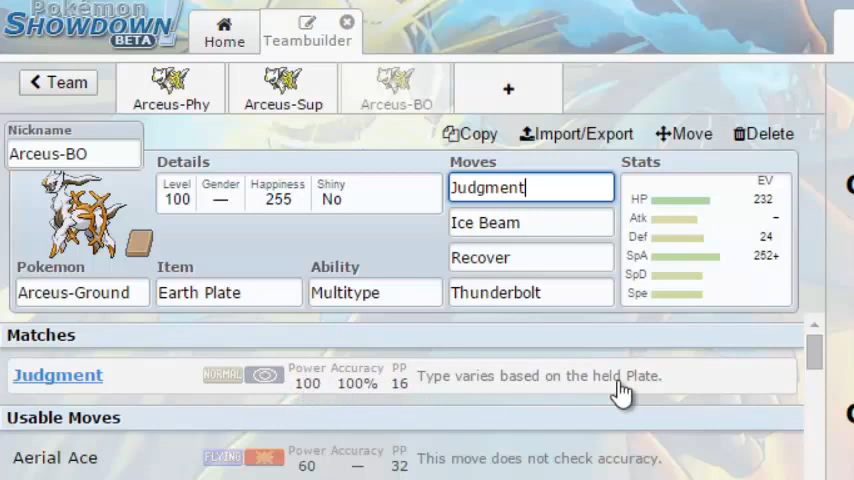 Pokémon
SHOWDOWN
BETA
Home
Teambuilder
Team
Arceus-Phy
Arceus-Sup
Arceus-BO
+
Nickname
Arceus-BO
Copy
Import/Export
Move
Delete
Details
Moves
Stats
Level
100
Gender
—
Happiness
255
Shiny
No
Judgment
Ice Beam
Recover
Thunderbolt
EV
HP 232
Atk –
Def 24
SpA 252+
SpD
Spe
Pokemon
Arceus-Ground
Item
Earth Plate
Ability
Multitype
Matches
Judgment NORMAL Power 100 Accuracy 100% PP 16 Type varies based on the held Plate.
Usable Moves
Aerial Ace FLYING Power 60 Accuracy — PP 32 This move does not check accuracy.